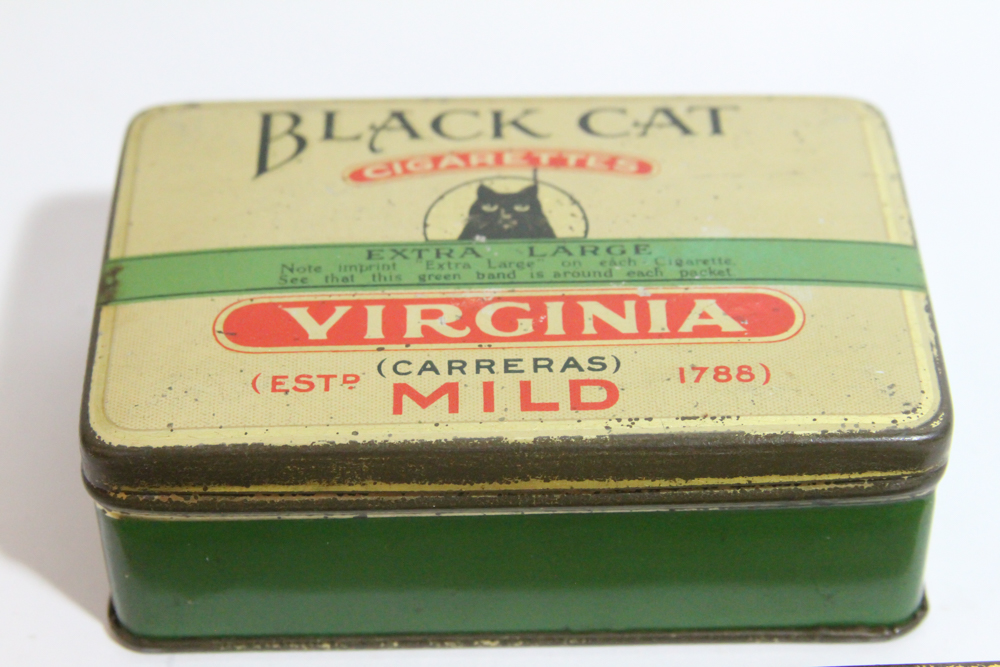 BLACK CAT
CIGARETTES
EXTRA LARGE
Note imprint "Extra Large" on each Cigarette.
See that this green band is around each packet.
VIRGINIA
(CARRERAS)
(ESTD 1788)
MILD